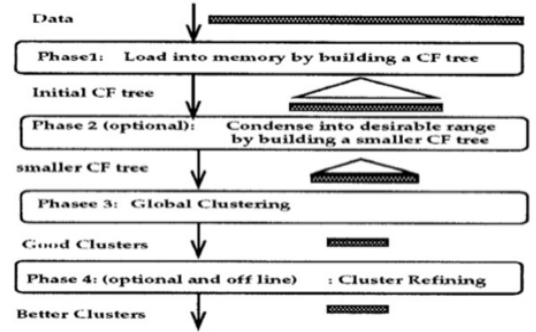 Data
Phase1: Load into memory by building a CF tree
Initial CF tree
Phase 2 (optional): Condense into desirable range
by building a smaller CF tree
smaller CF tree
Phasee 3: Global Clustering
Good Clusters
Phase 4: (optional and off line) : Cluster Refining
Better Clusters